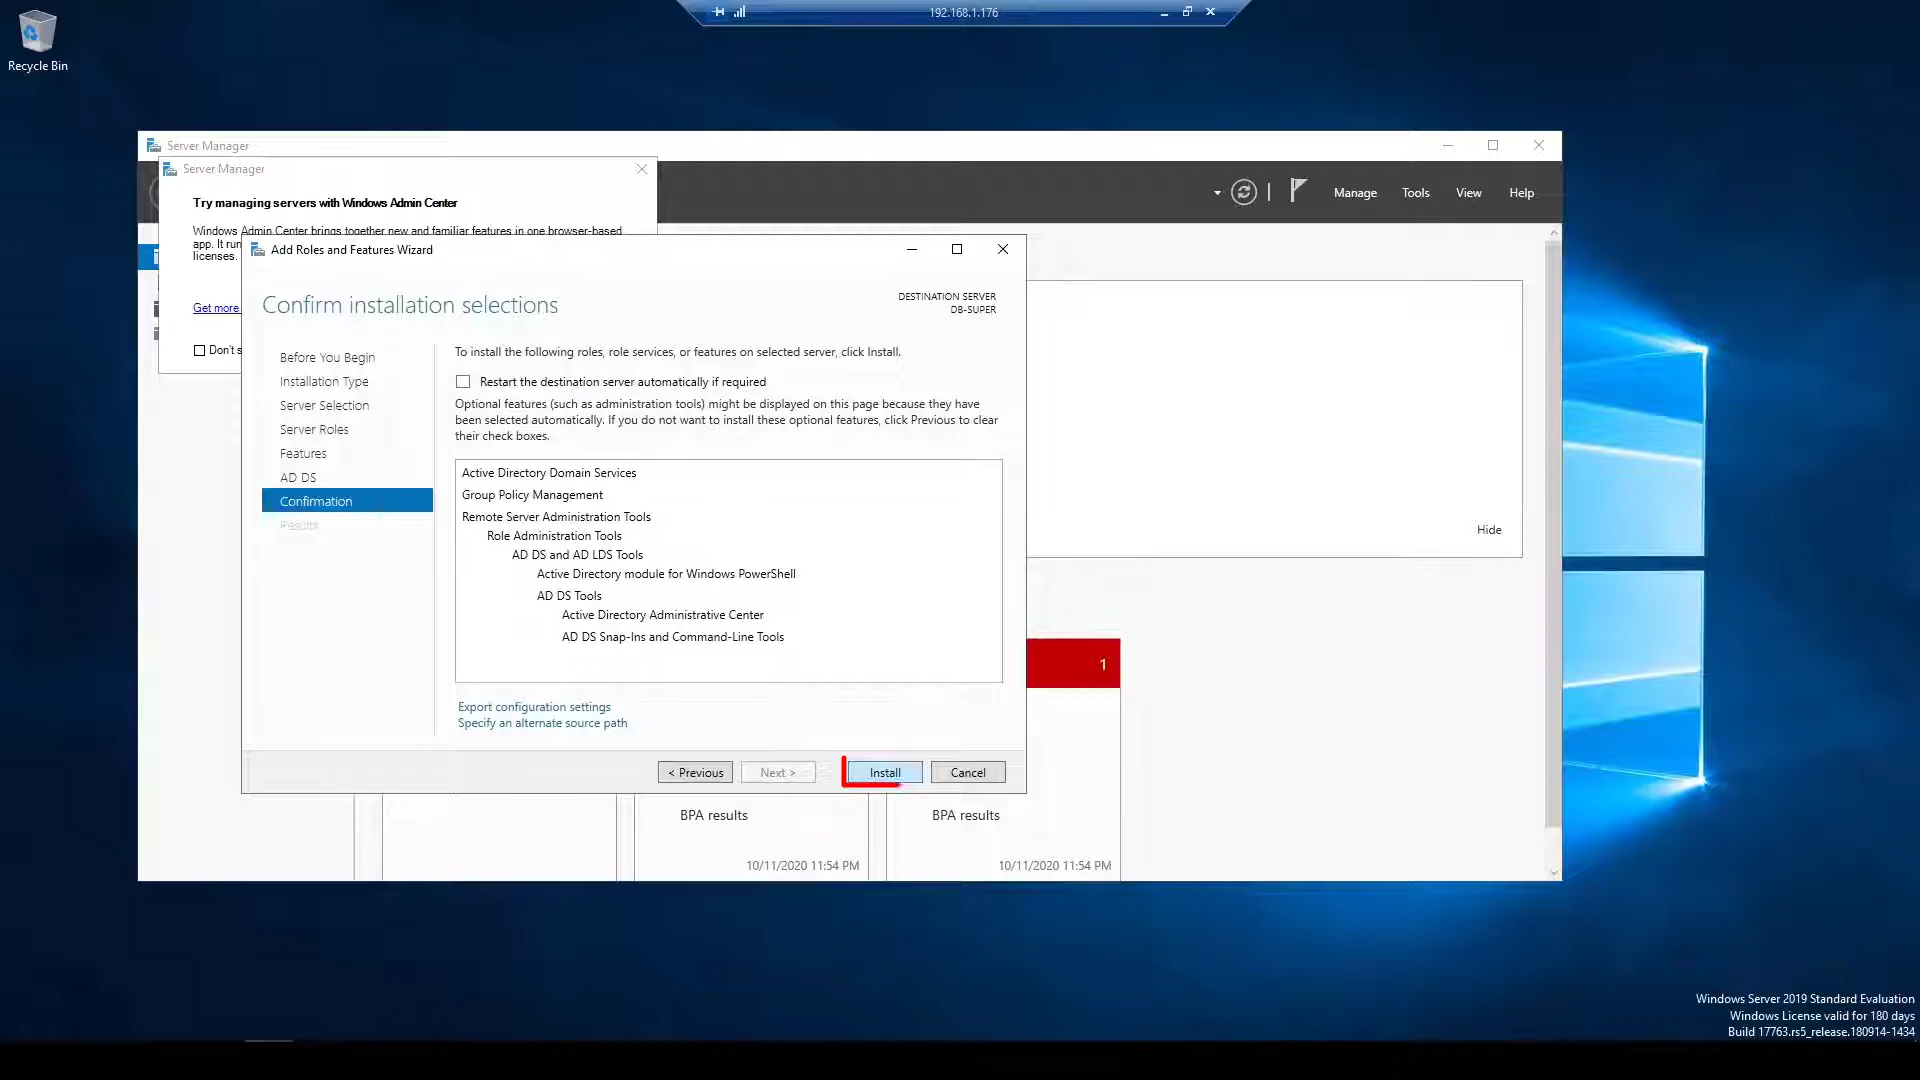 192.168.1.176
Recycle Bin
Server Manager
Server Manager
Manage
Tools
View
Help
Try managing servers with Windows Admin Center
Windows Admin Center brings together new and familiar features in one browser-based
app. It run
licenses.
Get more
Don't s
Add Roles and Features Wizard
Confirm installation selections
DESTINATION SERVER
DB-SUPER
Before You Begin
Installation Type
Server Selection
Server Roles
Features
AD DS
Confirmation
Results
To install the following roles, role services, or features on selected server, click Install.
Restart the destination server automatically if required
Optional features (such as administration tools) might be displayed on this page because they have
been selected automatically. If you do not want to install these optional features, click Previous to clear
their check boxes.
Active Directory Domain Services
Group Policy Management
Remote Server Administration Tools
Role Administration Tools
AD DS and AD LDS Tools
Active Directory module for Windows PowerShell
AD DS Tools
Active Directory Administrative Center
AD DS Snap-Ins and Command-Line Tools
Export configuration settings
Specify an alternate source path
< Previous
Next >
Install
Cancel
Hide
1
BPA results
BPA results
10/11/2020 11:54 PM
10/11/2020 11:54 PM
Windows Server 2019 Standard Evaluation
Windows License valid for 180 days
Build 17763.rs5_release.180914-1434